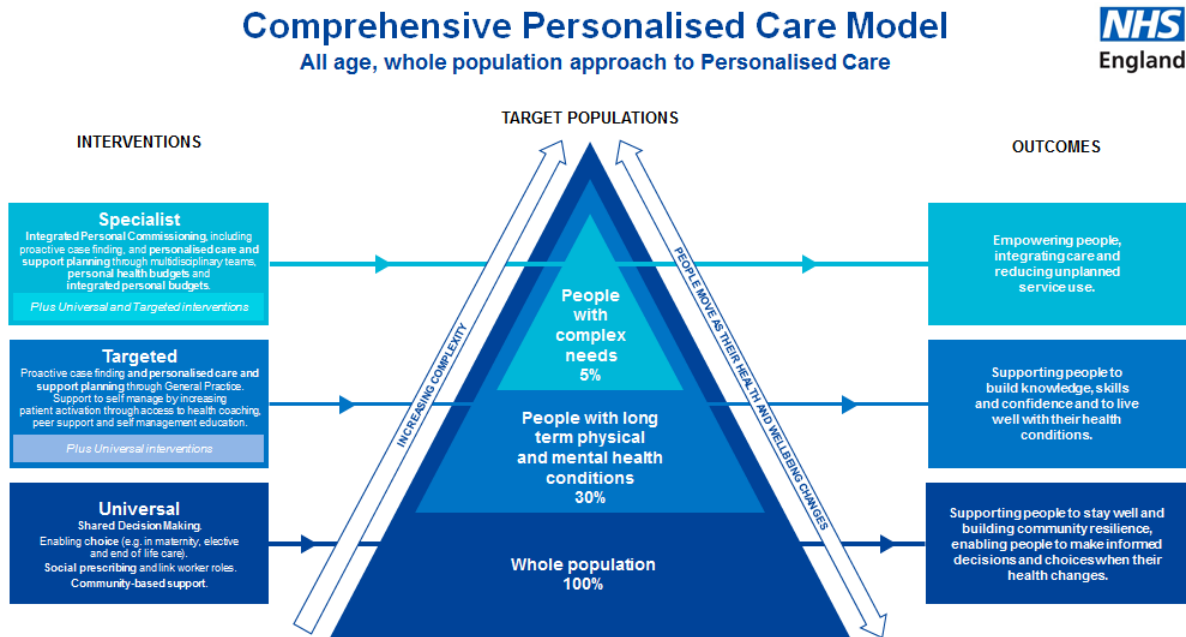 Comprehensive Personalised Care Model
All age, whole population approach to Personalised Care
NHS
England
INTERVENTIONS
TARGET POPULATIONS
OUTCOMES
Specialist
Integrated Personal Commissioning, including
proactive case finding, and personalised care and
support planning through multidisciplinary teams,
personal health budgets and
integrated personal budgets.
Plus Universal and Targeted interventions
Targeted
Proactive case finding and personalised care and
support planning through General Practice.
Support to self manage by increasing
patient activation through access to health coaching,
peer support and self management education.
Plus Universal interventions
Universal
Shared Decision Making.
Enabling choice (e.g. in maternity, elective
and end of life care).
Social prescribing and link worker roles.
Community-based support.
INCREASING COMPLEXITY
People
with
complex
needs
5%
People with long
term physical
and mental health
conditions
30%
Whole population
100%
PEOPLE MOVE AS THEIR HEALTH AND WELLBEING CHANGES
Empowering people,
integrating care and
reducing unplanned
service use.
Supporting people to
build knowledge, skills
and confidence and to live
well with their health
conditions.
Supporting people to stay well and
building community resilience,
enabling people to make informed
decisions and choices when their
health changes.